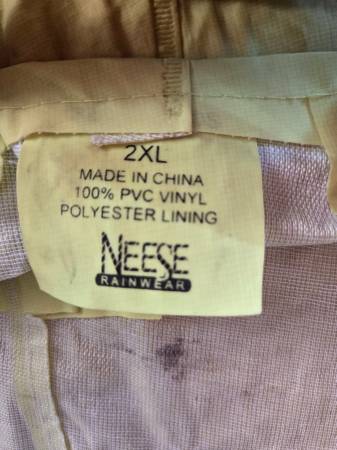 2XL
MADE IN CHINA
100% PVC VINYL
POLYESTER LINING
NEESE
RAINWEAR